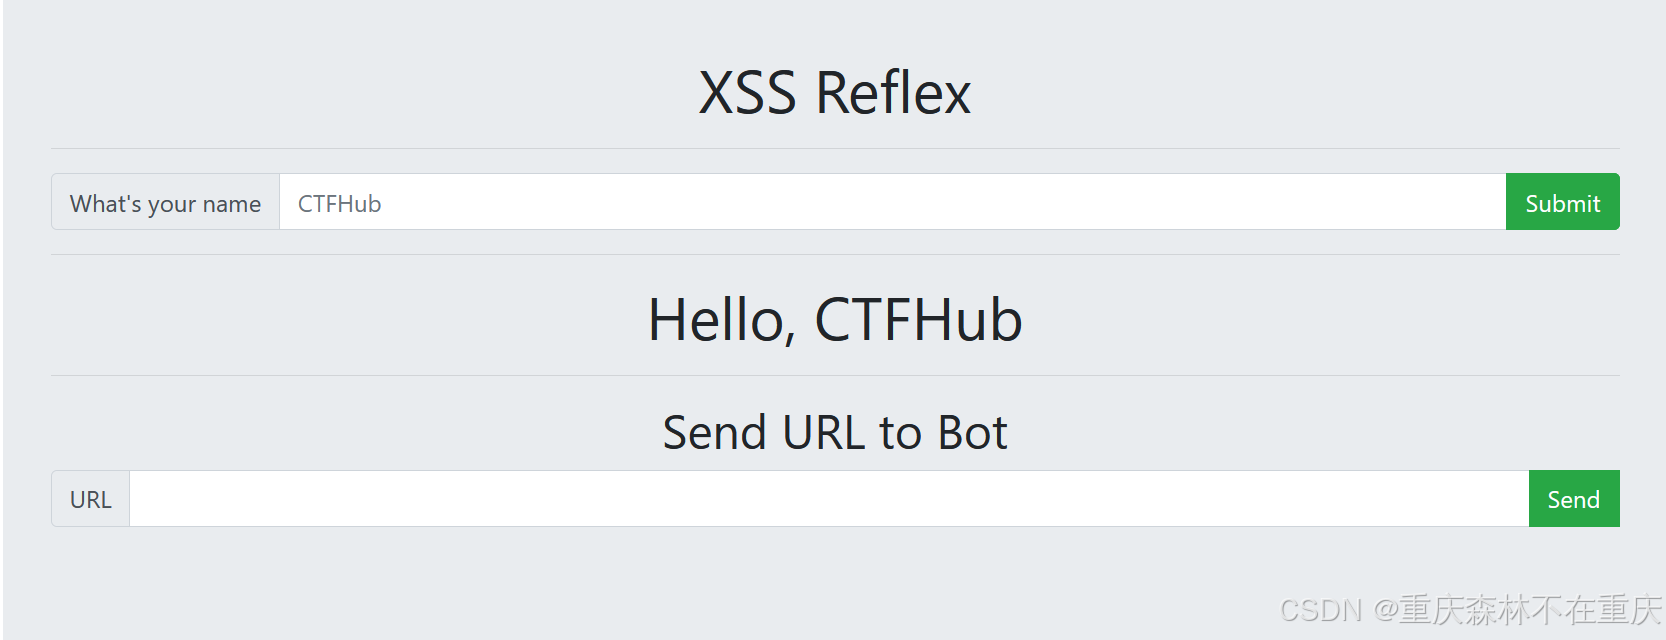 XSS Reflex
What's your name CTFHub Submit
Hello, CTFHub
Send URL to Bot
URL Send
CSDN @重庆森林不在重庆